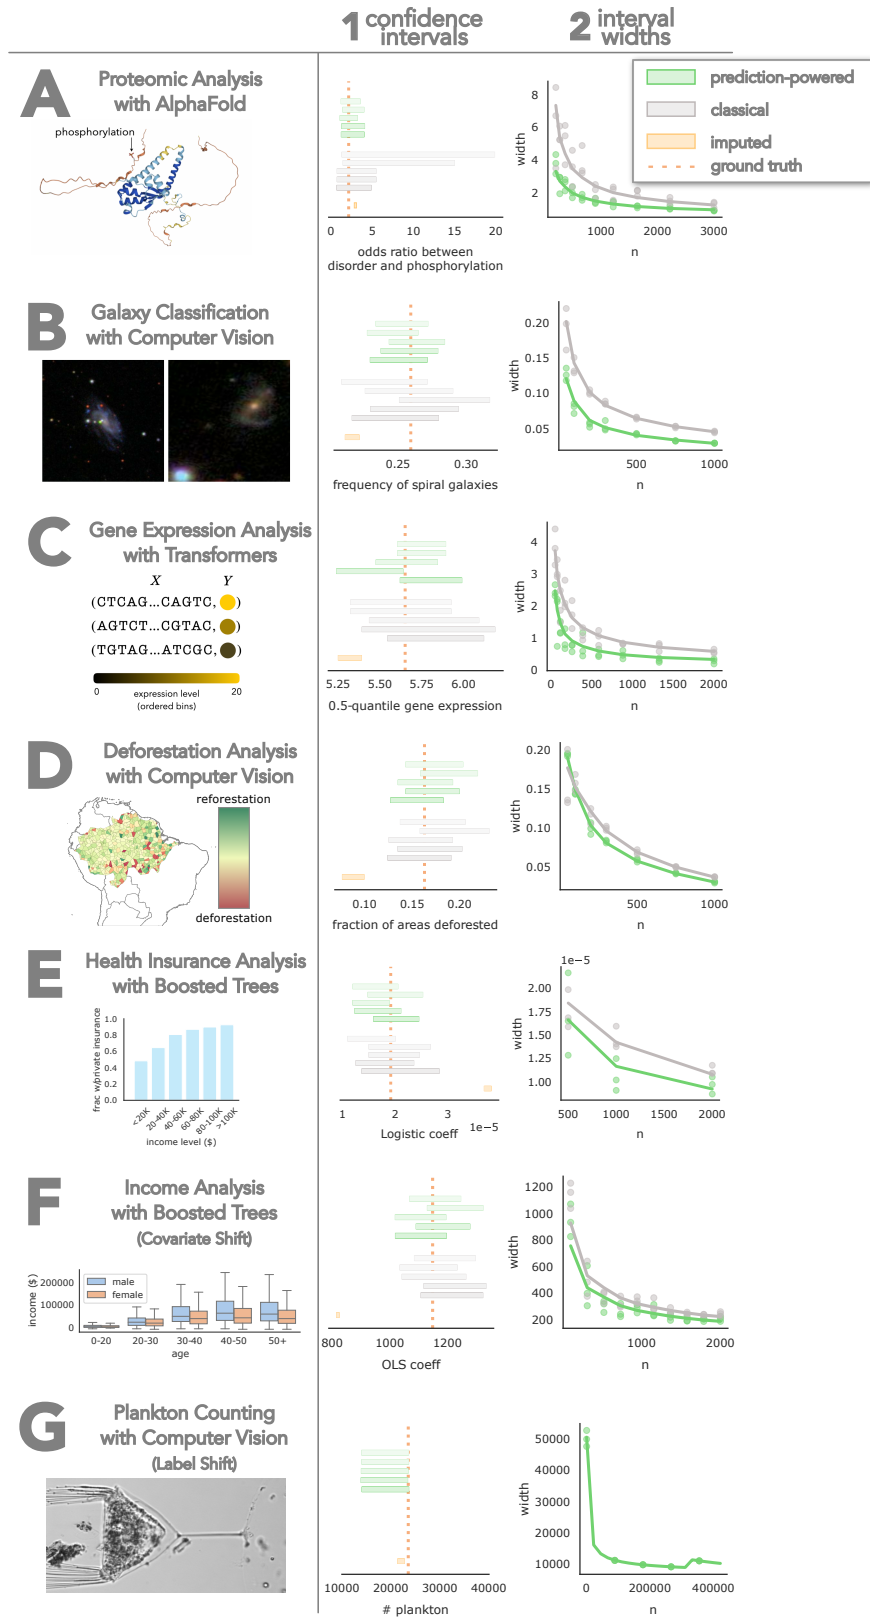 1 confidence intervals
2 interval widths
prediction-powered
classical
imputed
ground truth
A
Proteomic Analysis
with AlphaFold
phosphorylation
0 5 10 15 20
odds ratio between
disorder and phosphorylation
width
8
6
4
2
1000 2000 3000
n
B
Galaxy Classification
with Computer Vision
0.25 0.30
frequency of spiral galaxies
width
0.20
0.15
0.10
0.05
500 1000
n
C
Gene Expression Analysis
with Transformers
X Y
(CTCAG...CAGTC, )
(AGTCT...CGTAC, )
(TGTAG...ATCGC, )
0 20
expression level
(ordered bins)
5.25 5.50 5.75 6.00
0.5-quantile gene expression
width
4
3
2
1
0
0 500 1000 1500 2000
n
D
Deforestation Analysis
with Computer Vision
reforestation
deforestation
0.10 0.15 0.20
fraction of areas deforested
width
0.20
0.15
0.10
0.05
500 1000
n
E
Health Insurance Analysis
with Boosted Trees
frac w/private insurance
1.0
0.8
0.6
0.4
0.2
0.0
<20K 20-40K 40-60K 60-80K 80-100K >100K
income level ($)
1 2 3
Logistic coeff 1e-5
1e-5
width
2.00
1.75
1.50
1.25
1.00
500 1000 1500 2000
n
F
Income Analysis
with Boosted Trees
(Covariate Shift)
income ($)
200000
100000
0
male
female
0-20 20-30 30-40 40-50 50+
age
800 1000 1200
OLS coeff
width
1200
1000
800
600
400
200
1000 2000
n
G
Plankton Counting
with Computer Vision
(Label Shift)
10000 20000 30000 40000
# plankton
width
50000
40000
30000
20000
10000
0 200000 400000
n